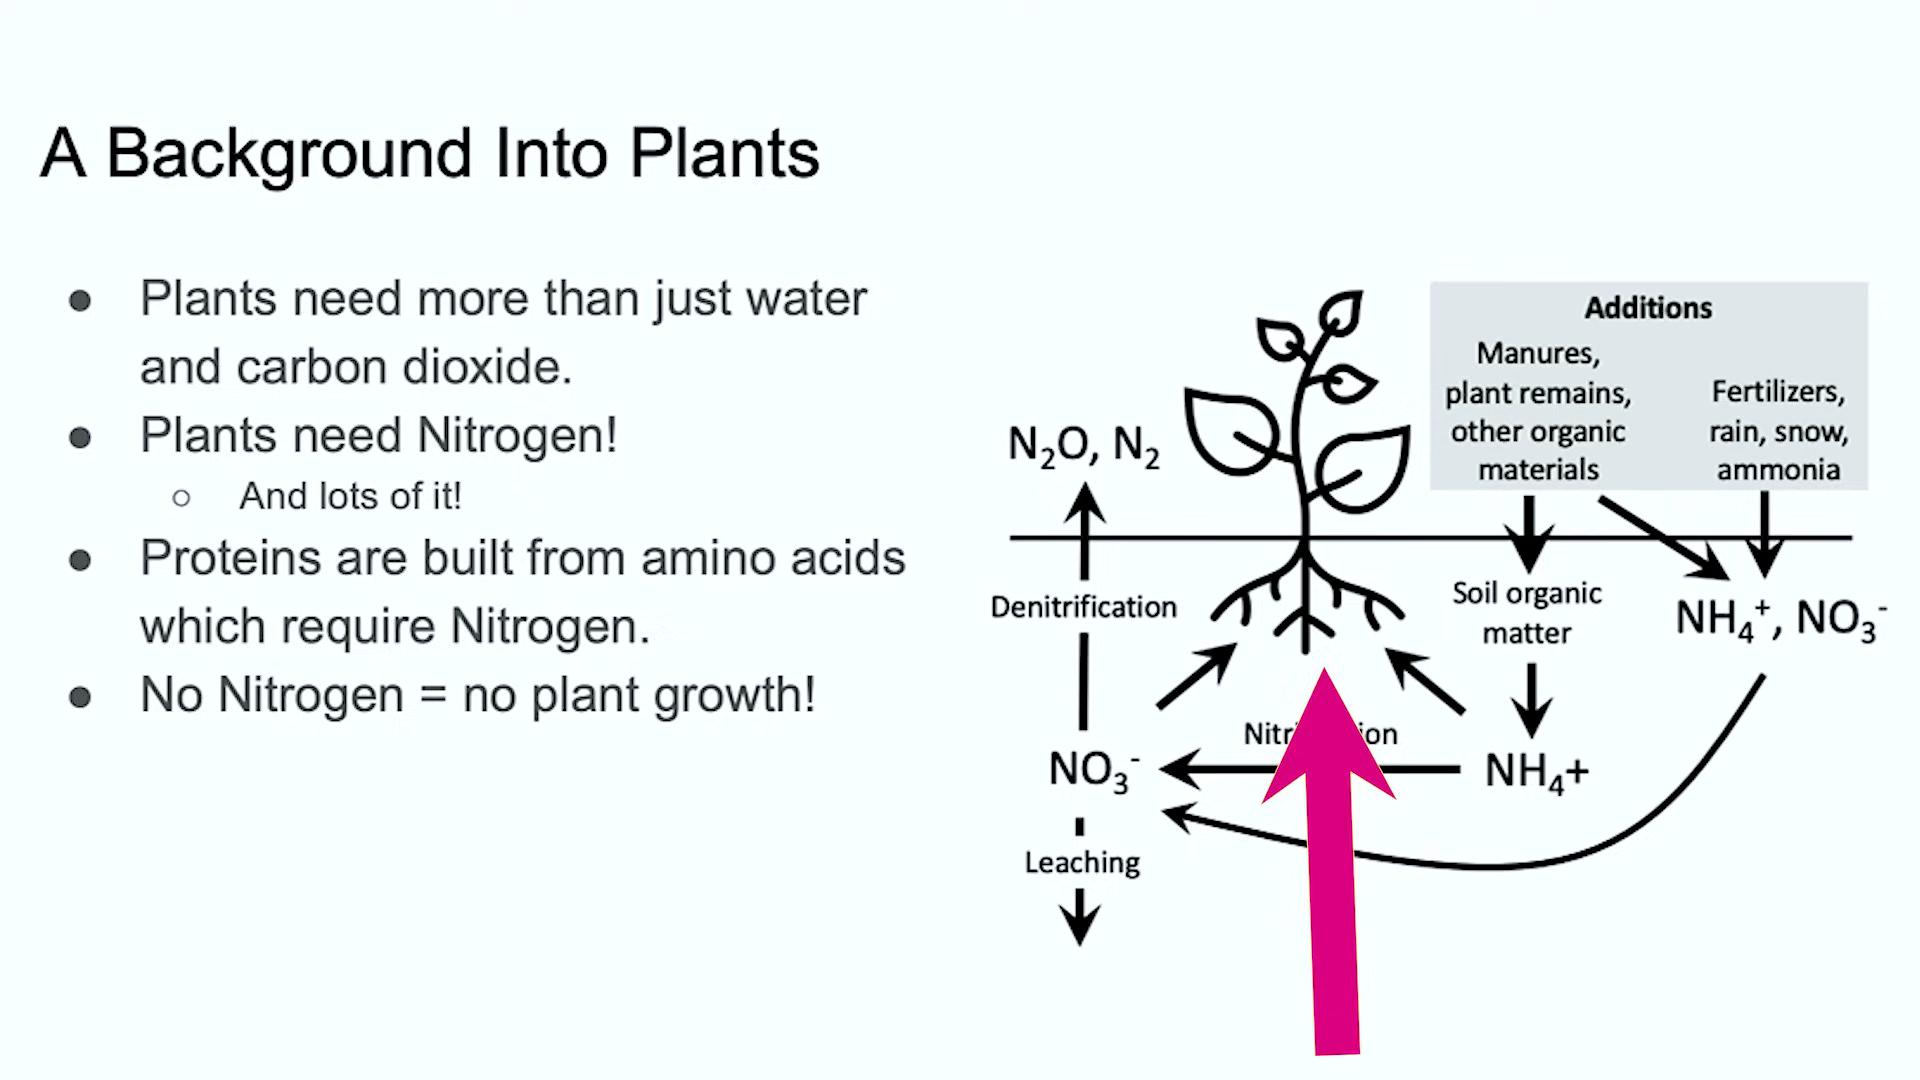 A Background Into Plants
● Plants need more than just water
and carbon dioxide.
● Plants need Nitrogen!
○ And lots of it!
● Proteins are built from amino acids
which require Nitrogen.
● No Nitrogen = no plant growth!
Additions
Manures,
plant remains,
other organic
materials
Fertilizers,
rain, snow,
ammonia
N₂O, N₂
Denitrification
Soil organic
matter
NH₄⁺, NO₃⁻
NO₃⁻
NH₄+
Leaching